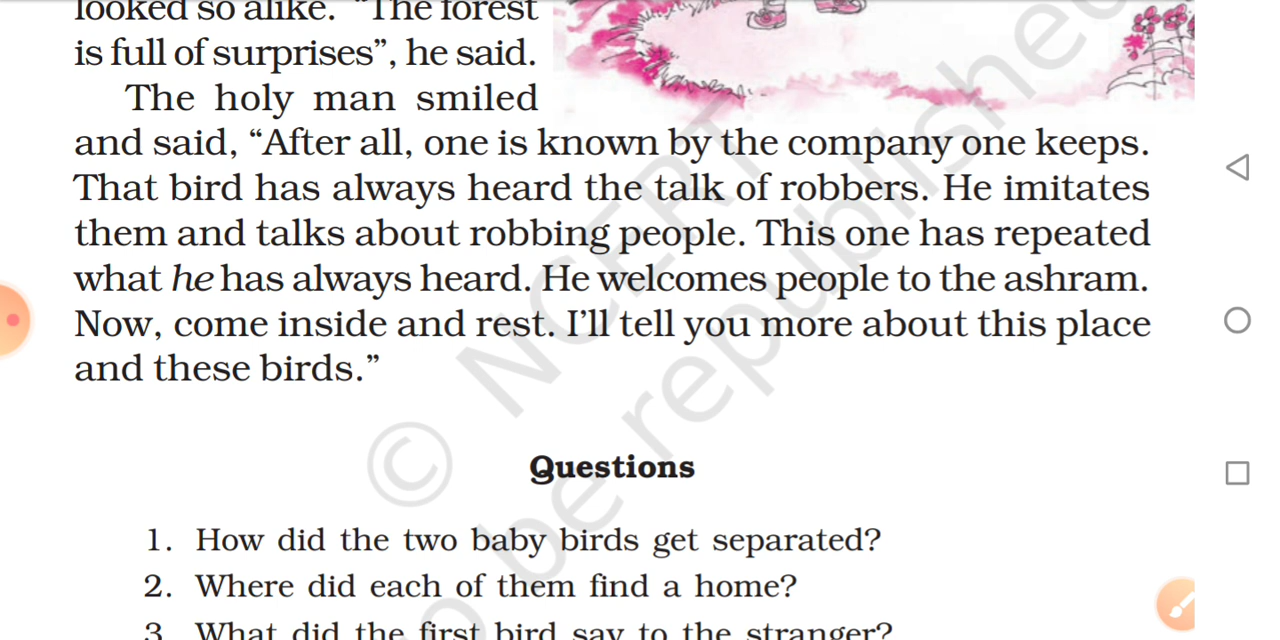 looked so alike. “The forest
is full of surprises”, he said.
The holy man smiled
and said, “After all, one is known by the company one keeps.
That bird has always heard the talk of robbers. He imitates
them and talks about robbing people. This one has repeated
what he has always heard. He welcomes people to the ashram.
Now, come inside and rest. I’ll tell you more about this place
and these birds.”
© NCERT
o be republished
Questions
1. How did the two baby birds get separated?
2. Where did each of them find a home?
3. What did the first bird say to the stranger?